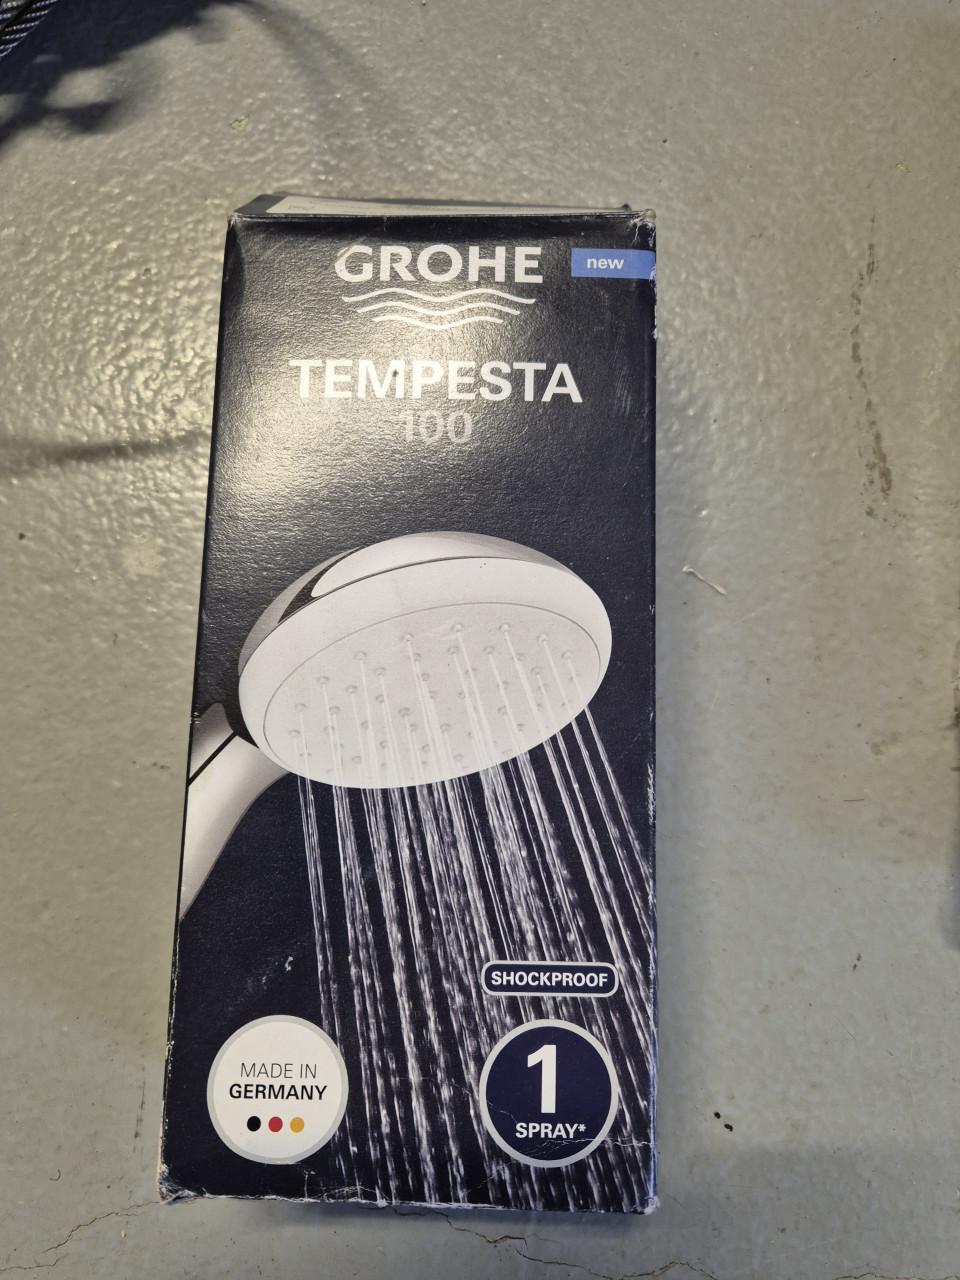 GROHE
new
TEMPESTA
100
SHOCKPROOF
MADE IN
GERMANY
1
SPRAY*